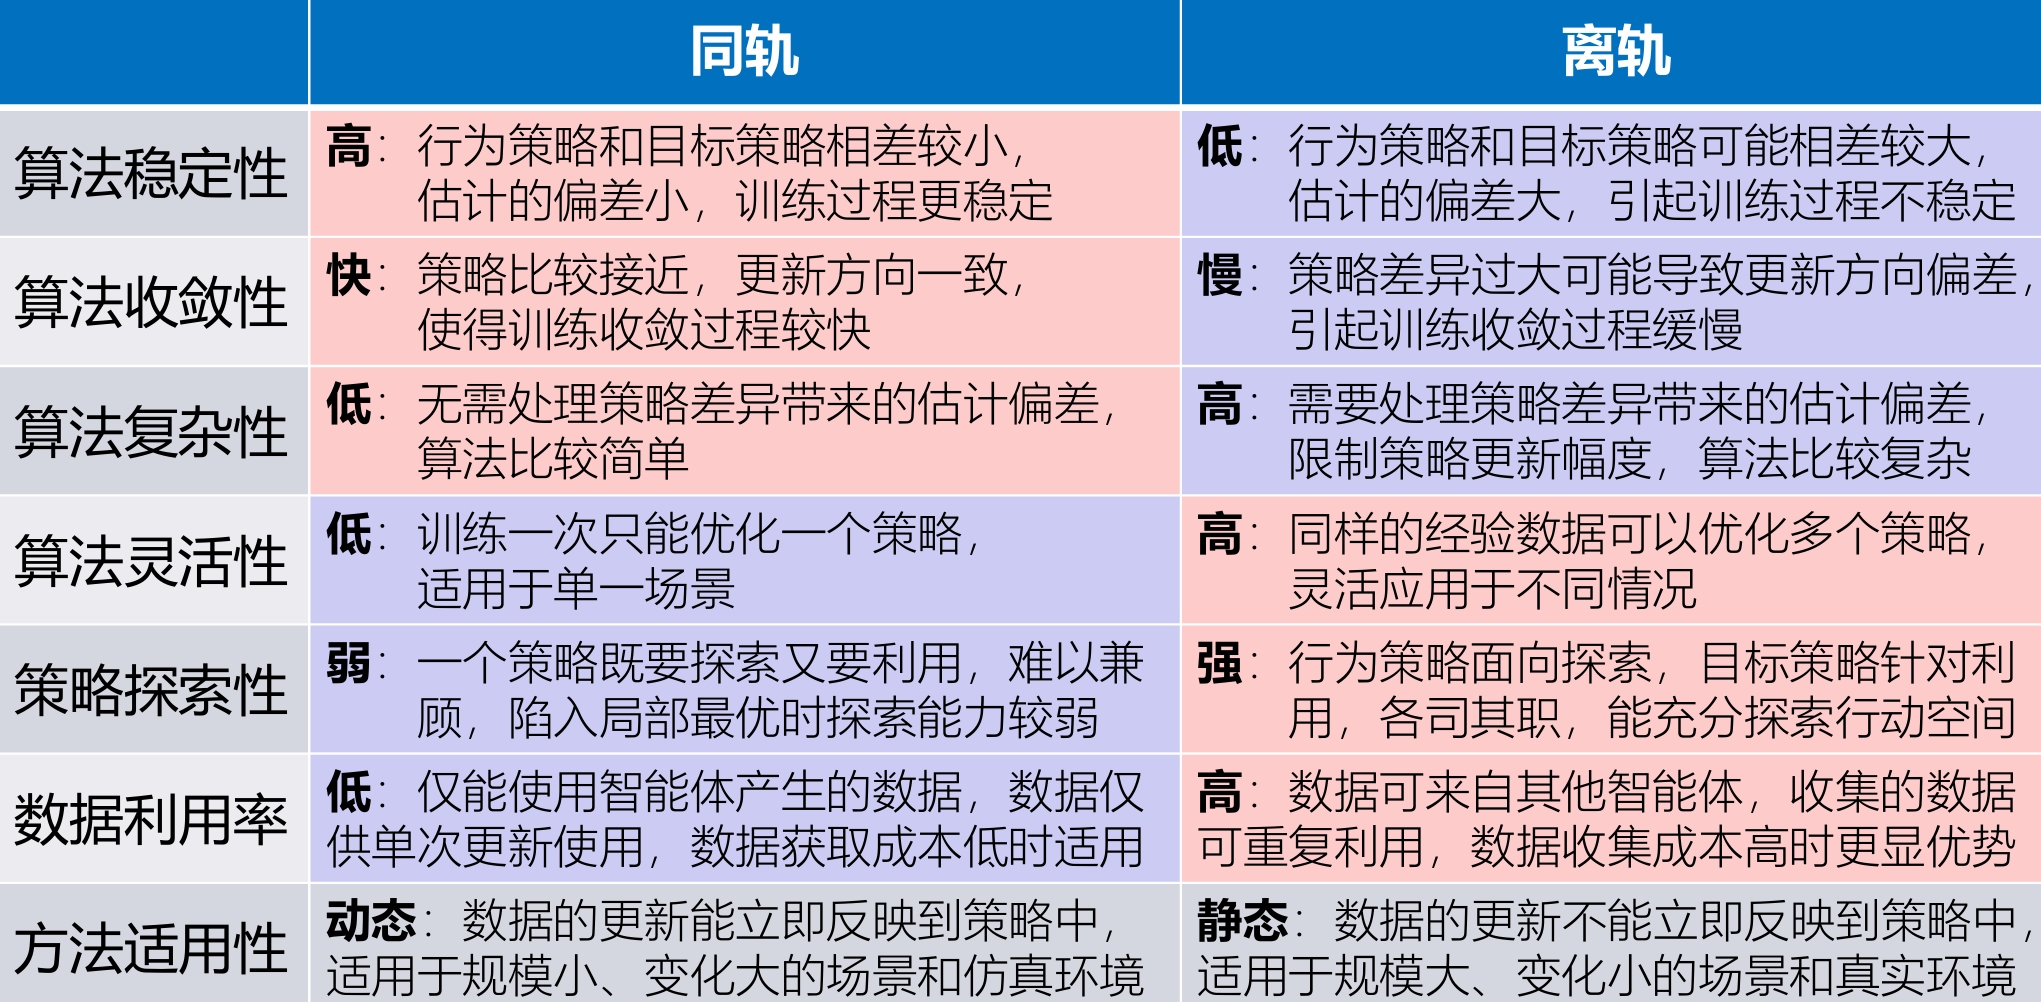 同轨
离轨
算法稳定性
高：行为策略和目标策略相差较小，
估计的偏差小，训练过程更稳定
低：行为策略和目标策略可能相差较大，
估计的偏差大，引起训练过程不稳定
算法收敛性
快：策略比较接近，更新方向一致，
使得训练收敛过程较快
慢：策略差异过大可能导致更新方向偏差，
引起训练收敛过程缓慢
算法复杂性
低：无需处理策略差异带来的估计偏差，
算法比较简单
高：需要处理策略差异带来的估计偏差，
限制策略更新幅度，算法比较复杂
算法灵活性
低：训练一次只能优化一个策略，
适用于单一场景
高：同样的经验数据可以优化多个策略，
灵活应用于不同情况
策略探索性
弱：一个策略既要探索又要利用，难以兼
顾，陷入局部最优时探索能力较弱
强：行为策略面向探索，目标策略针对利
用，各司其职，能充分探索行动空间
数据利用率
低：仅能使用智能体产生的数据，数据仅
供单次更新使用，数据获取成本低时适用
高：数据可来自其他智能体，收集的数据
可重复利用，数据收集成本高时更显优势
方法适用性
动态：数据的更新能立即反映到策略中，
适用于规模小、变化大的场景和仿真环境
静态：数据的更新不能立即反映到策略中，
适用于规模大、变化小的场景和真实环境